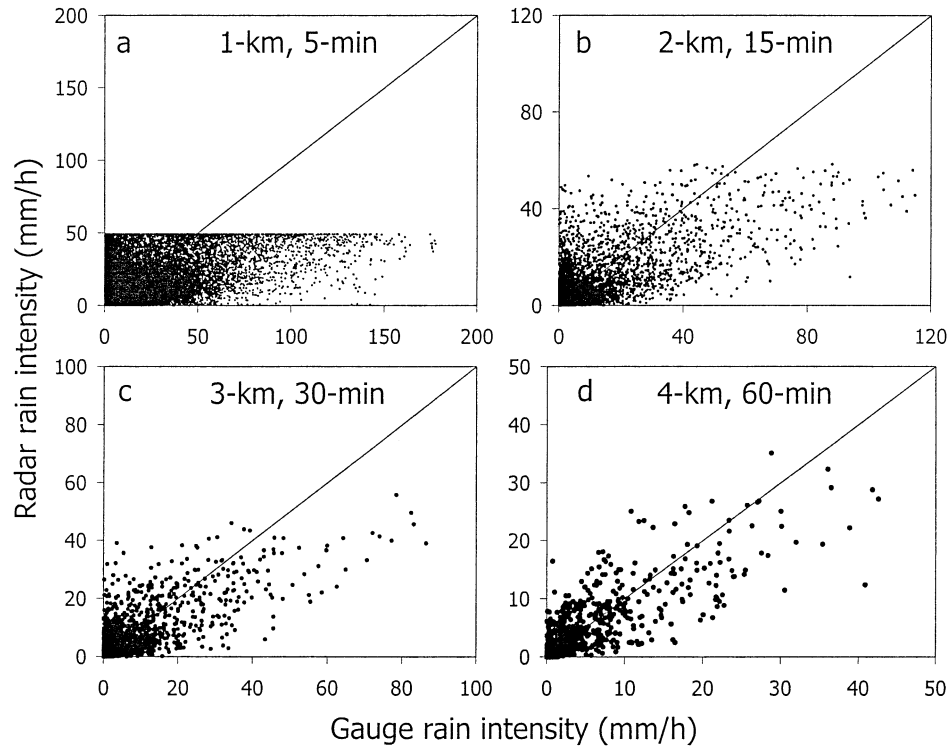 Radar rain intensity (mm/h)
a
1-km, 5-min
200
150
100
50
0
0 50 100 150 200
b
2-km, 15-min
120
80
40
0
0 40 80 120
c
3-km, 30-min
100
80
60
40
20
0
0 20 40 60 80 100
d
4-km, 60-min
50
40
30
20
10
0
0 10 20 30 40 50
Gauge rain intensity (mm/h)